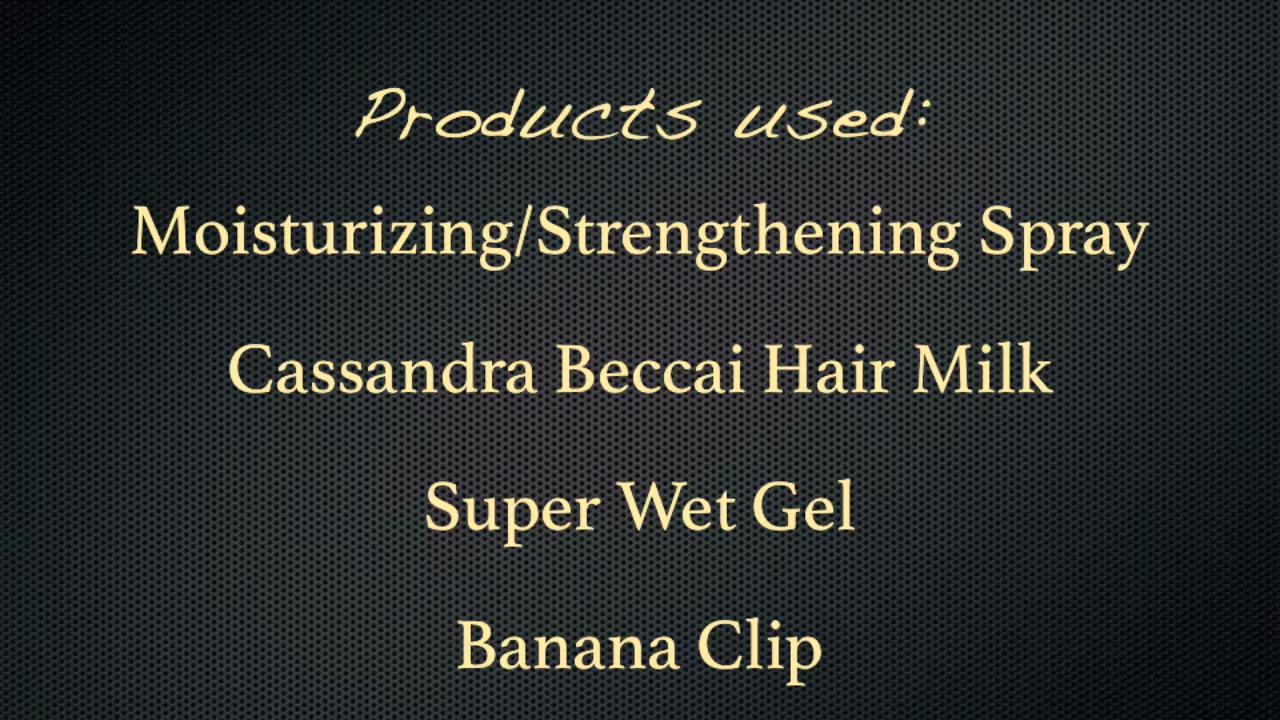 Products used:
Moisturizing/Strengthening Spray
Cassandra Beccai Hair Milk
Super Wet Gel
Banana Clip